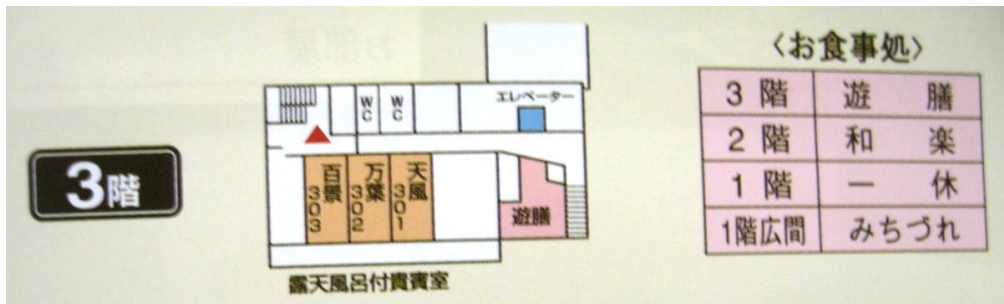 3階
WC
WC
エレベーター
百景
303
万葉
302
天風
301
遊膳
露天風呂付貴賓室
〈お食事処〉
3階 遊膳
2階 和楽
1階 一休
1階広間 みちづれ